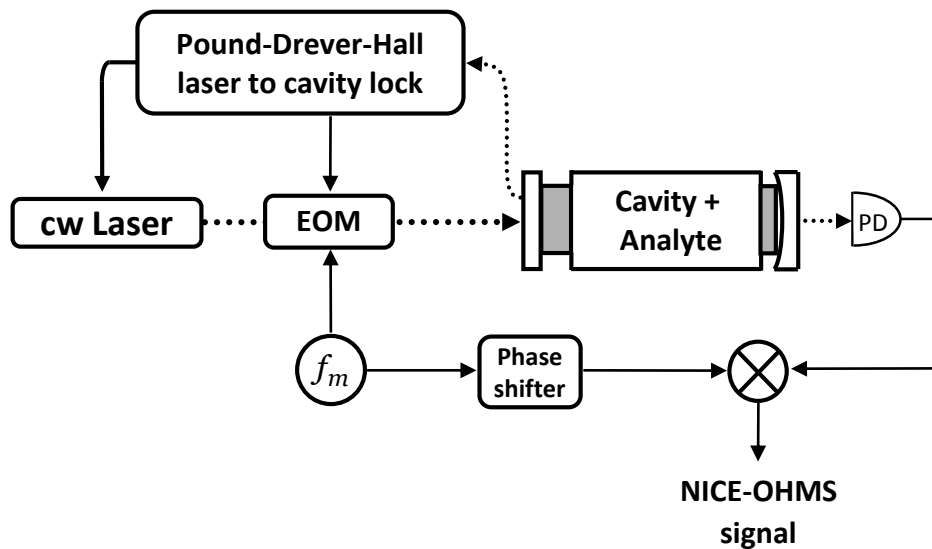 Pound-Drever-Hall
laser to cavity lock
cw Laser
EOM
Cavity +
Analyte
PD
f_m
Phase
shifter
NICE-OHMS
signal